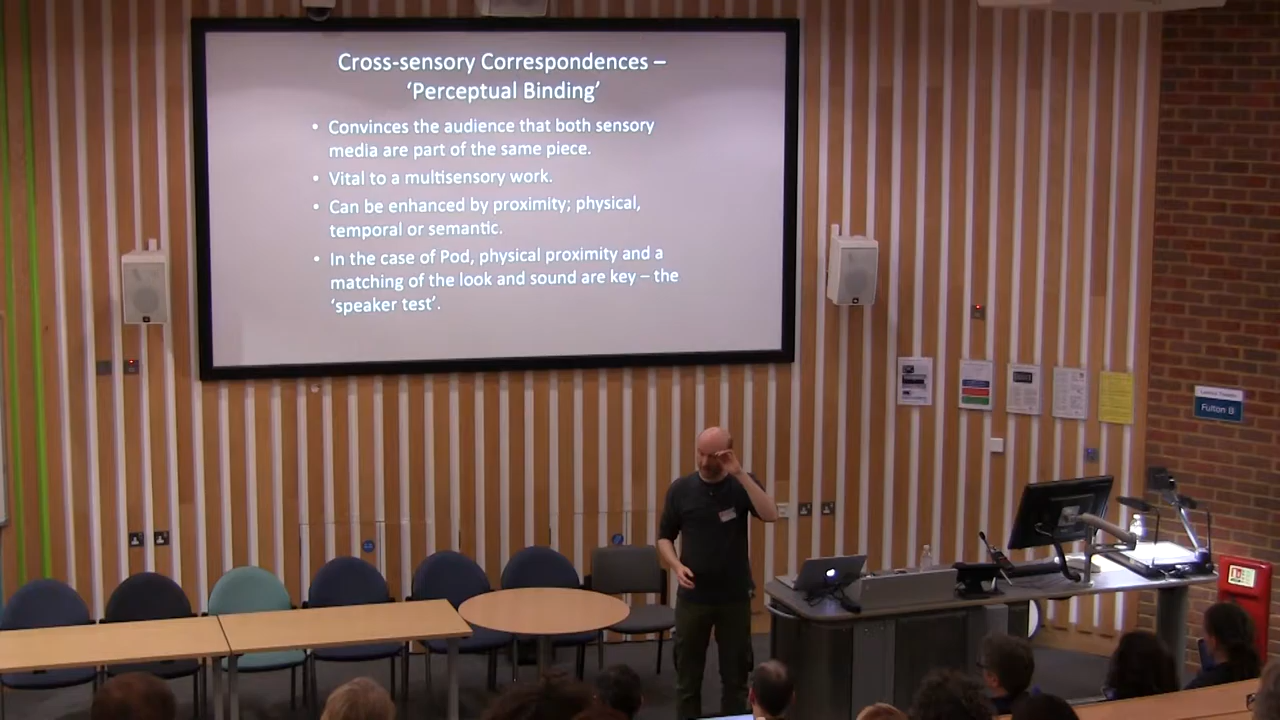 Cross-sensory Correspondences –
‘Perceptual Binding’
• Convinces the audience that both sensory
media are part of the same piece.
• Vital to a multisensory work.
• Can be enhanced by proximity; physical,
temporal or semantic.
• In the case of Pod, physical proximity and a
matching of the look and sound are key – the
‘speaker test’.
Fulton B